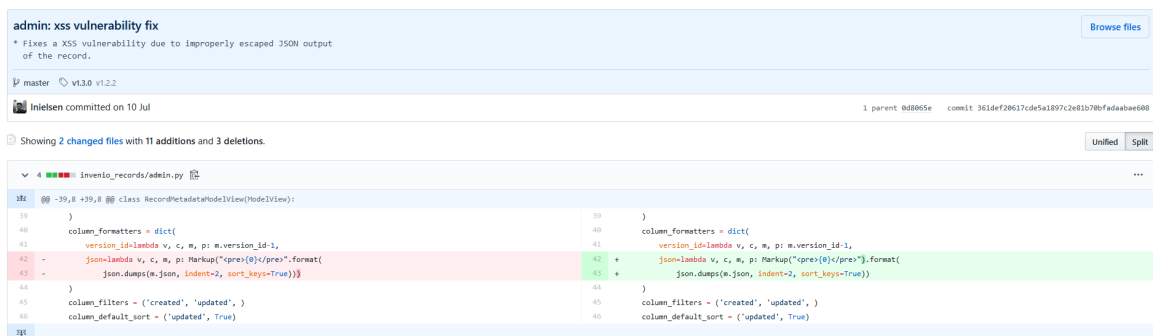 admin: xss vulnerability fix
Browse files
* Fixes a XSS vulnerability due to improperly escaped JSON output
of the record.
master v1.3.0 v1.2.2
lnielsen committed on 10 Jul
1 parent 0d8065e commit 361def20617cde5a1897c2e81b70bfadaabae608
Showing 2 changed files with 11 additions and 3 deletions.
Unified Split
4 invenio_records/admin.py
@@ -39,8 +39,8 @@ class RecordMetadataModelView(ModelView):
39 )
40 column_formatters = dict(
41 version_id=lambda v, c, m, p: m.version_id-1,
42 - json=lambda v, c, m, p: Markup("<pre>{0}</pre>".format(
43 - json.dumps(m.json, indent=2, sort_keys=True)))
44 )
45 column_filters = ('created', 'updated', )
46 column_default_sort = ('updated', True)
39 )
40 column_formatters = dict(
41 version_id=lambda v, c, m, p: m.version_id-1,
42 + json=lambda v, c, m, p: Markup("<pre>{0}</pre>").format(
43 + json.dumps(m.json, indent=2, sort_keys=True))
44 )
45 column_filters = ('created', 'updated', )
46 column_default_sort = ('updated', True)